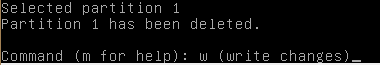 Selected partition 1
Partition 1 has been deleted.
Command (m for help): w (write changes)_